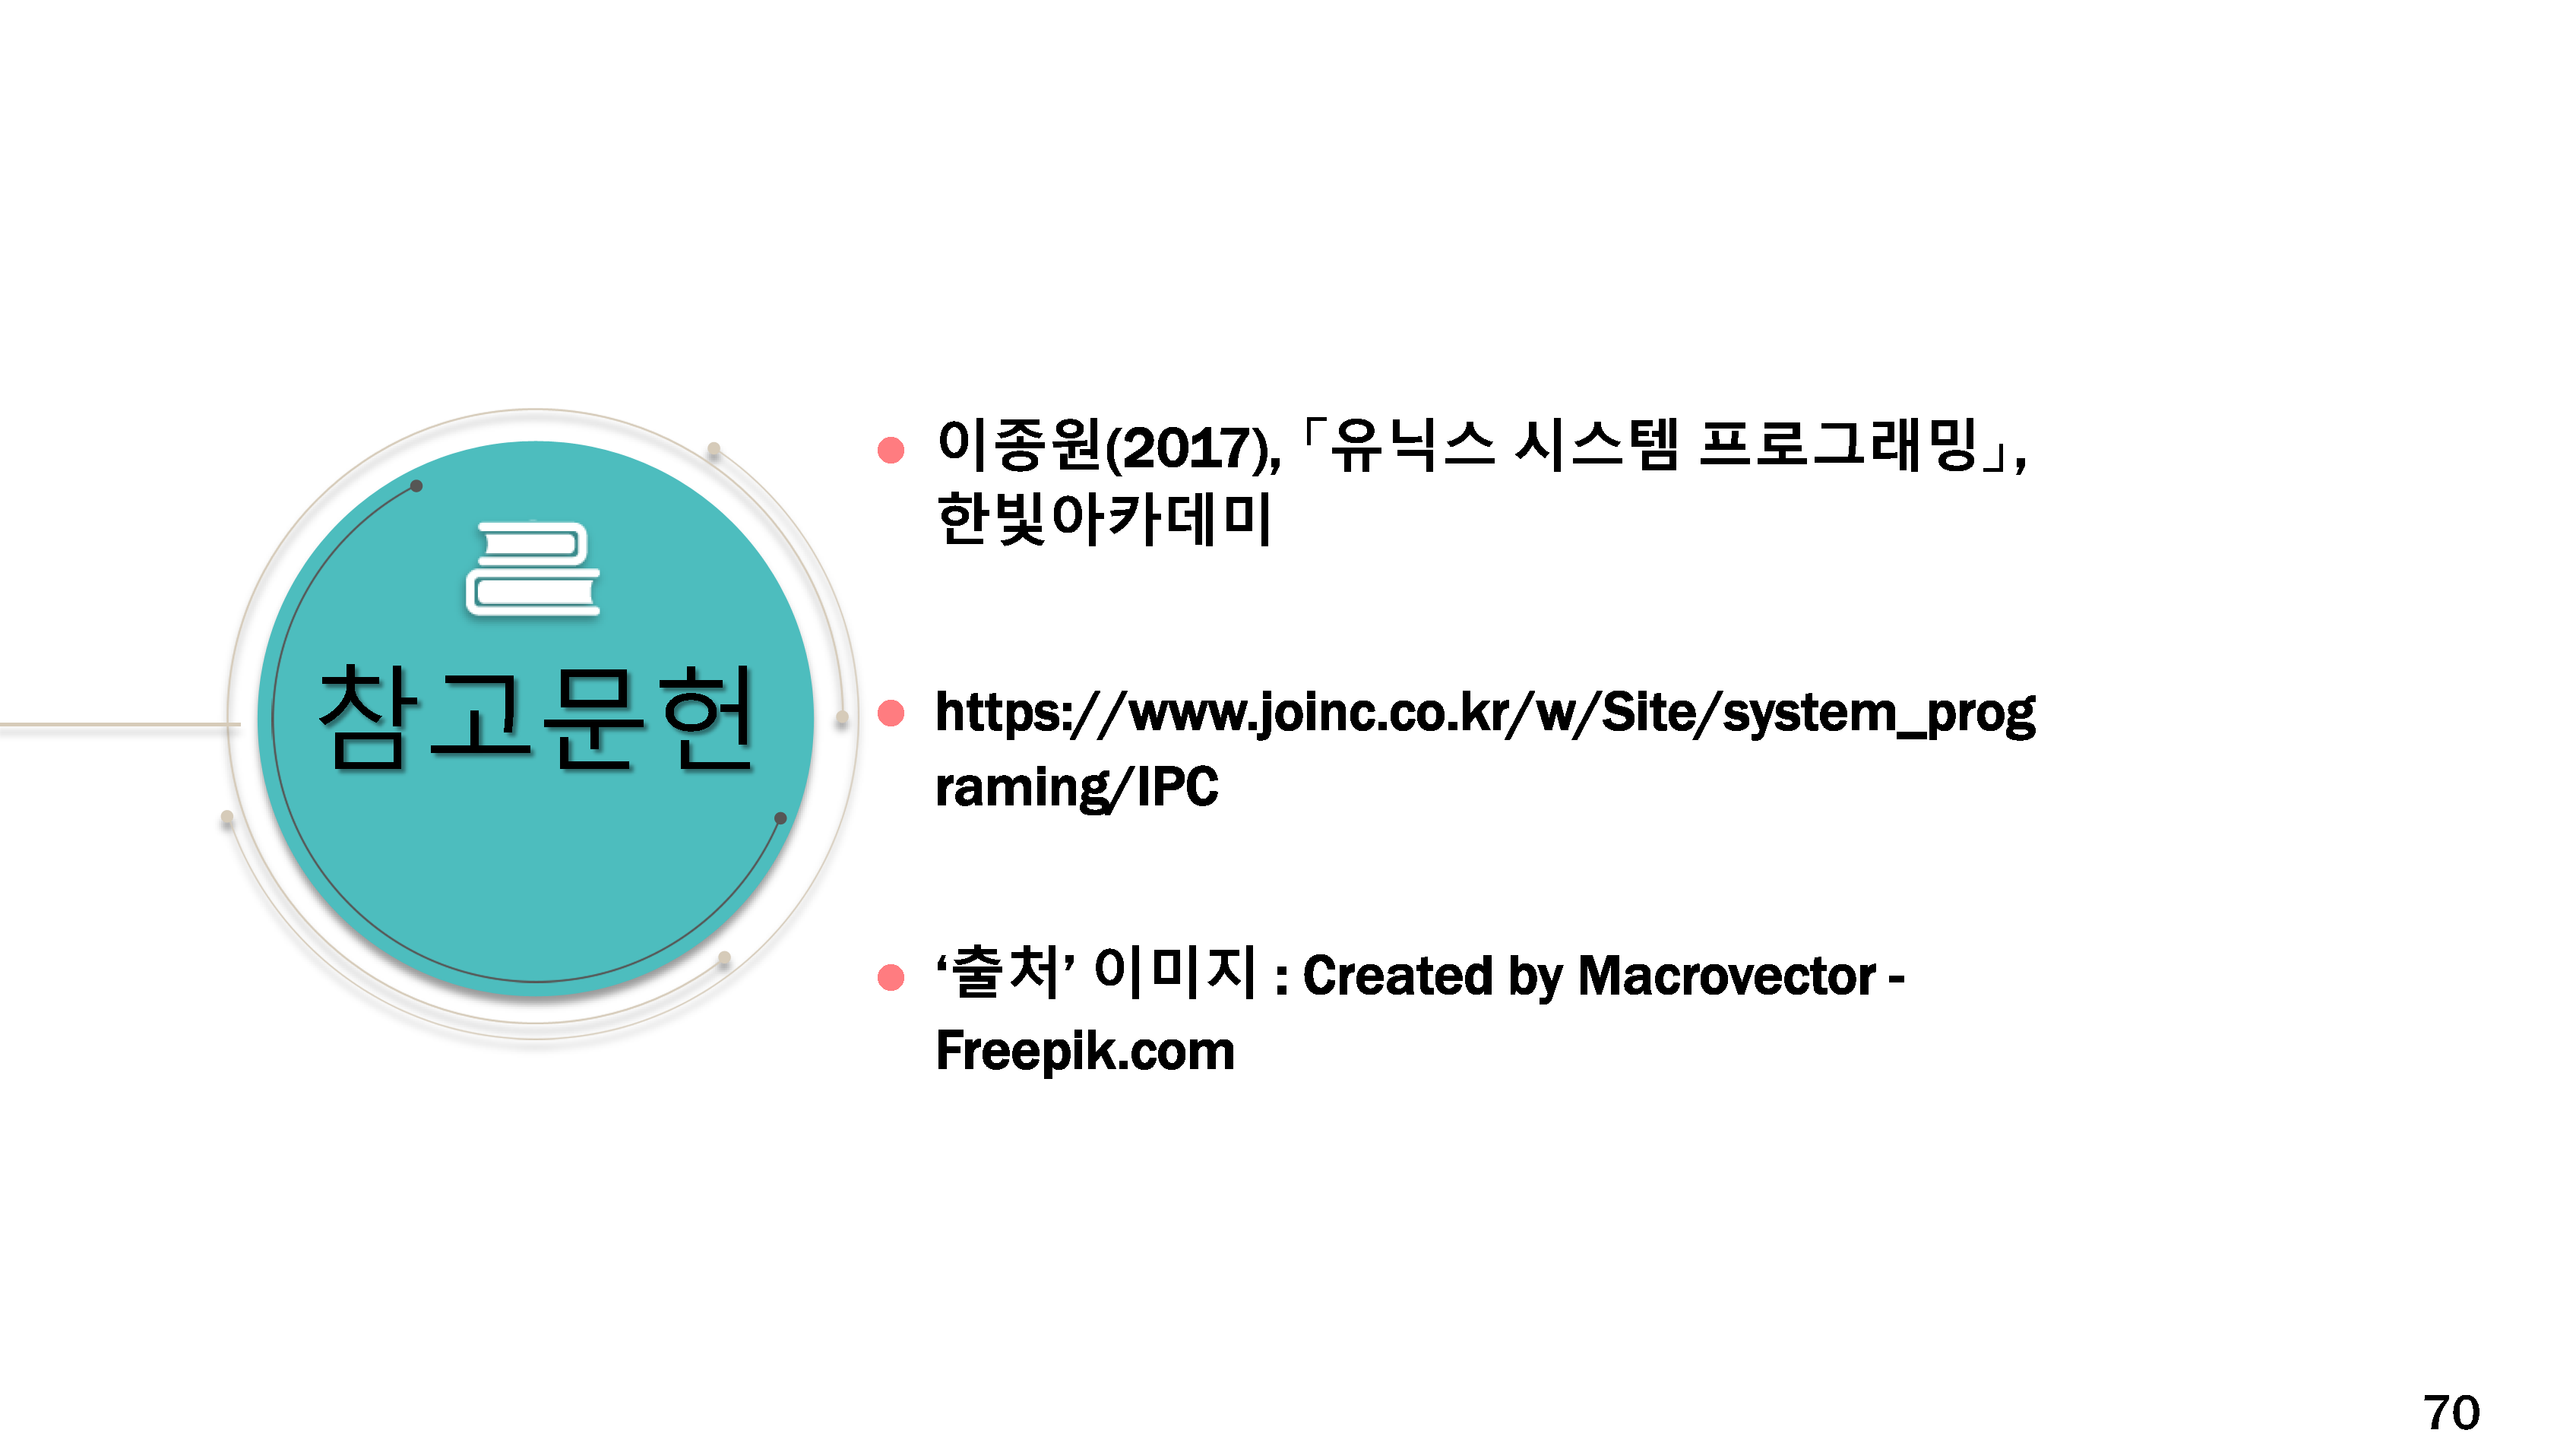 참고문헌
이종원(2017), 「유닉스 시스템 프로그래밍」,
한빛아카데미
https://www.joinc.co.kr/w/Site/system_prog
raming/IPC
‘출처’ 이미지 : Created by Macrovector -
Freepik.com
70